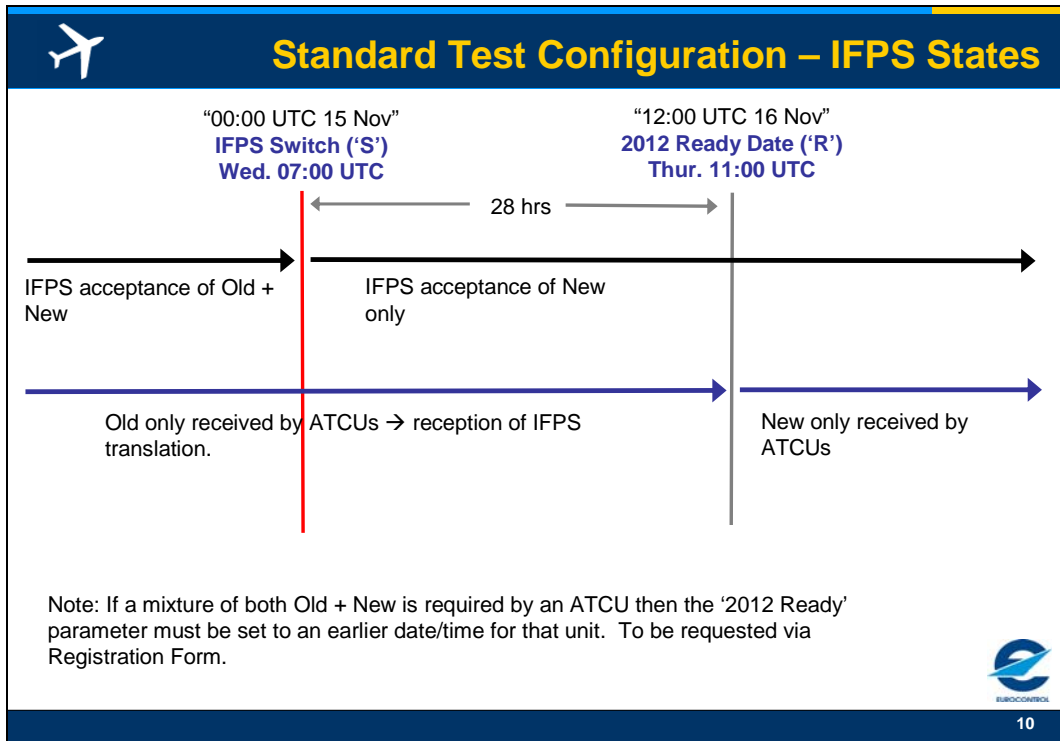 Standard Test Configuration – IFPS States
“00:00 UTC 15 Nov”
IFPS Switch (‘S’)
Wed. 07:00 UTC
“12:00 UTC 16 Nov”
2012 Ready Date (‘R’)
Thur. 11:00 UTC
28 hrs
IFPS acceptance of Old +
New
IFPS acceptance of New
only
Old only received by ATCUs → reception of IFPS
translation.
New only received by
ATCUs
Note: If a mixture of both Old + New is required by an ATCU then the ‘2012 Ready’
parameter must be set to an earlier date/time for that unit.  To be requested via
Registration Form.
EUROCONTROL
10